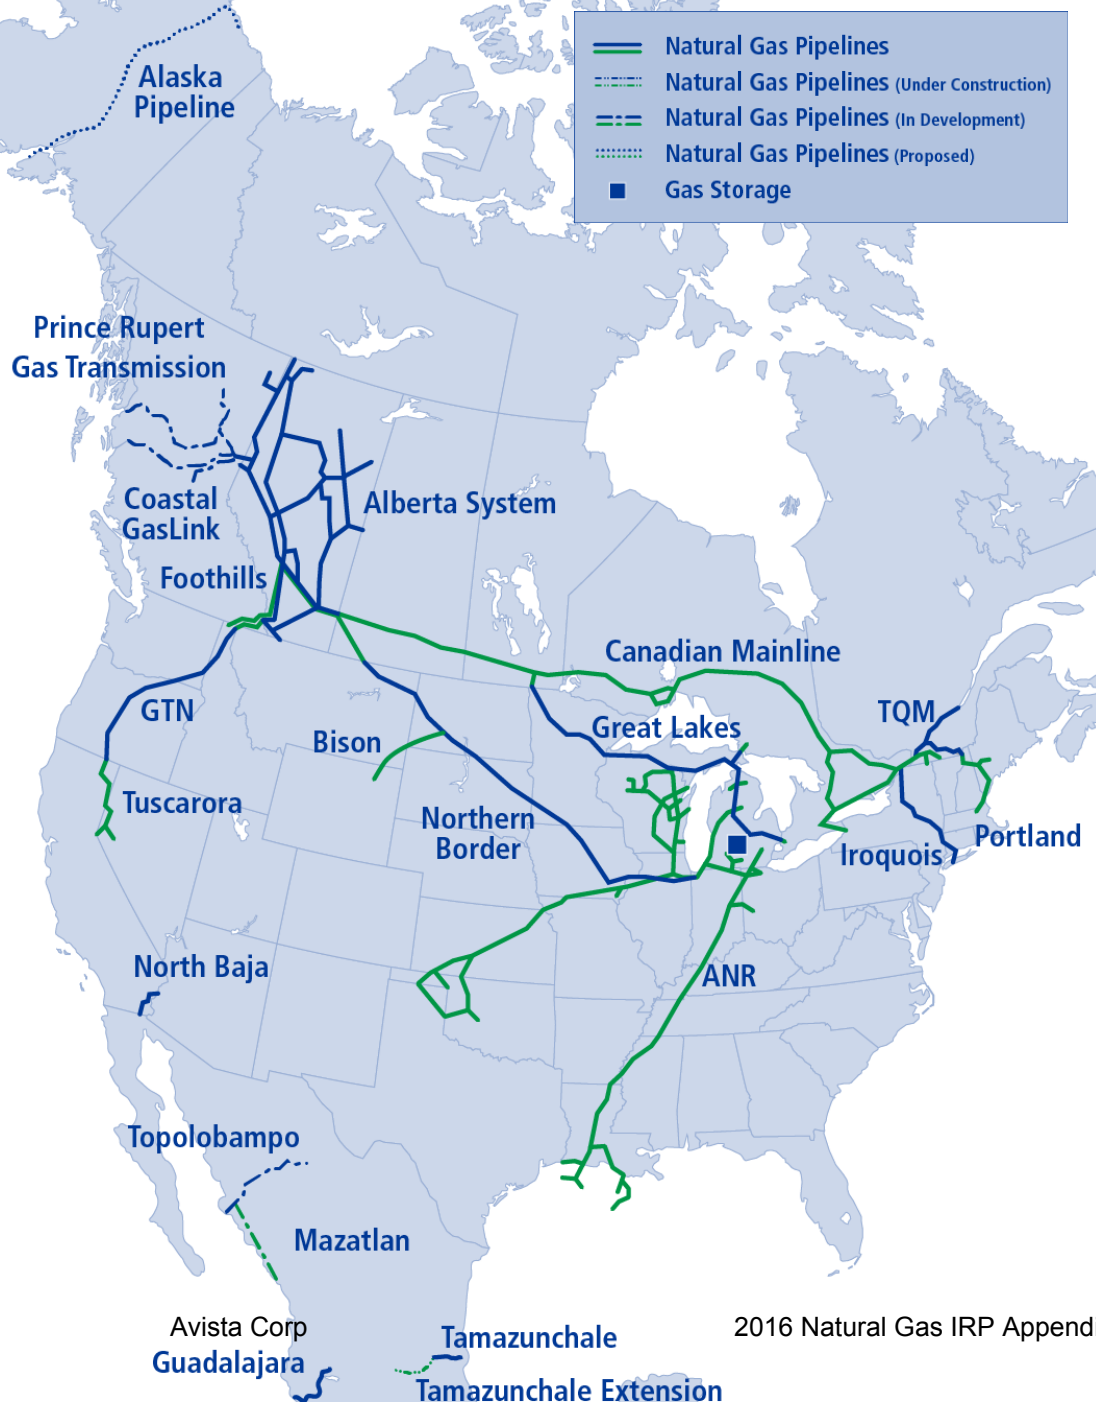 Natural Gas Pipelines
Natural Gas Pipelines (Under Construction)
Natural Gas Pipelines (In Development)
Natural Gas Pipelines (Proposed)
Gas Storage
Alaska
Pipeline
Prince Rupert
Gas Transmission
Coastal
GasLink
Alberta System
Foothills
Canadian Mainline
GTN
TQM
Great Lakes
Bison
Tuscarora
Northern
Border
Portland
Iroquois
North Baja
ANR
Topolobampo
Mazatlan
Avista Corp
2016 Natural Gas IRP Appendi
Tamazunchale
Guadalajara
Tamazunchale Extension